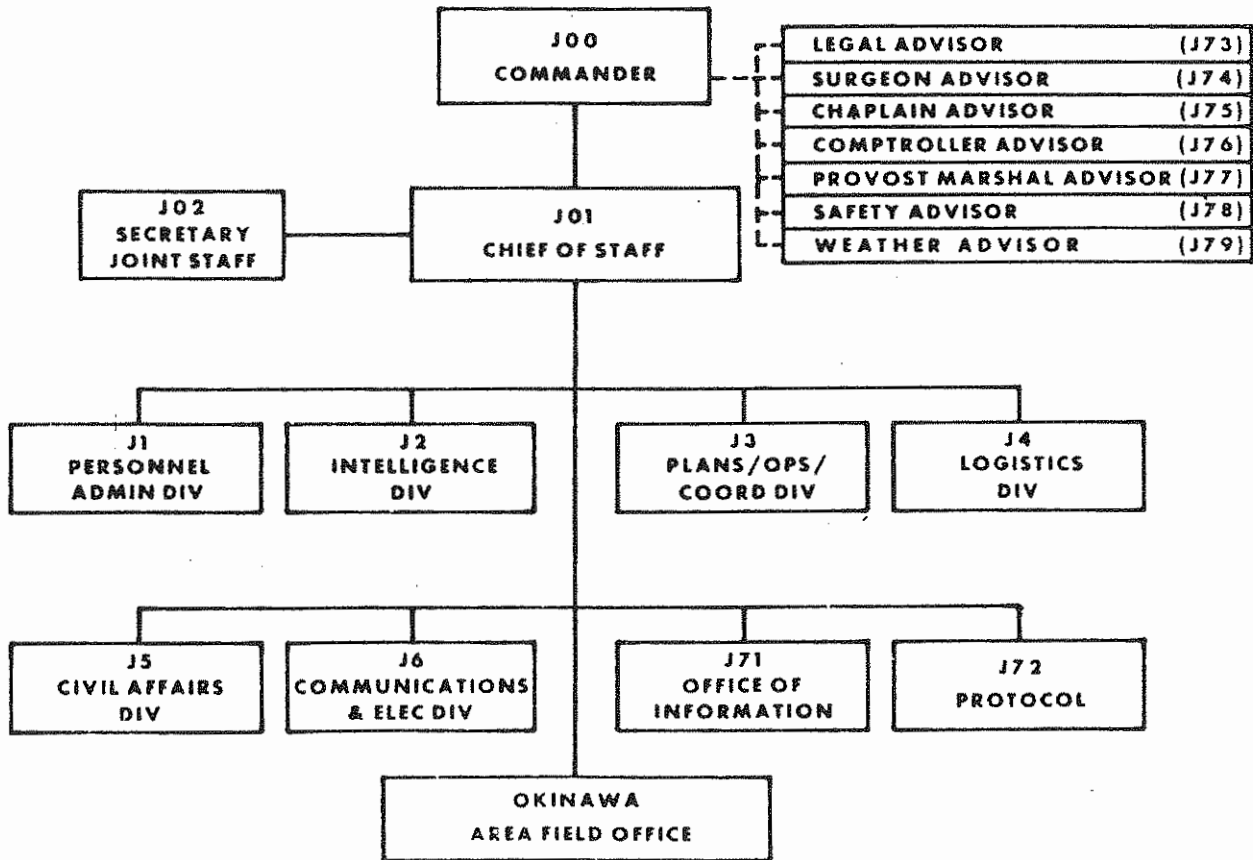 J00
COMMANDER
LEGAL ADVISOR (J73)
SURGEON ADVISOR (J74)
CHAPLAIN ADVISOR (J75)
COMPTROLLER ADVISOR (J76)
PROVOST MARSHAL ADVISOR (J77)
SAFETY ADVISOR (J78)
WEATHER ADVISOR (J79)
J02
SECRETARY
JOINT STAFF
J01
CHIEF OF STAFF
J1
PERSONNEL
ADMIN DIV
J2
INTELLIGENCE
DIV
J3
PLANS/OPS/
COORD DIV
J4
LOGISTICS
DIV
J5
CIVIL AFFAIRS
DIV
J6
COMMUNICATIONS
& ELEC DIV
J71
OFFICE OF
INFORMATION
J72
PROTOCOL
OKINAWA
AREA FIELD OFFICE